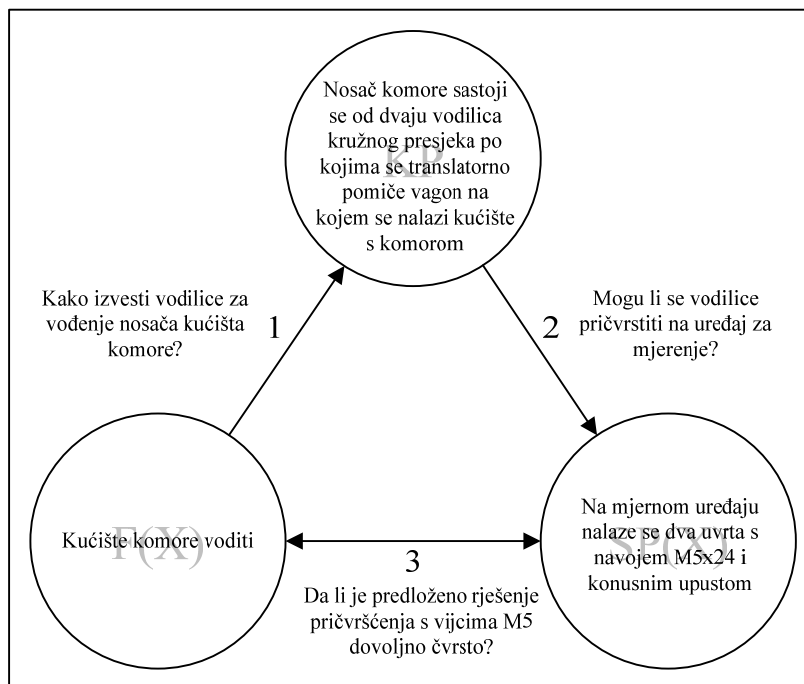 Nosač komore sastoji
se od dvaju vodilica
kružnog presjeka po
kojima se translatorno
pomiče vagon na
kojem se nalazi kućište
s komorom
KP
Kako izvesti vodilice za
vođenje nosača kućišta
komore?
1
2
Mogu li se vodilice
pričvrstiti na uređaj za
mjerenje?
Kućište komore voditi
F(X)
3
Da li je predloženo rješenje
pričvršćenja s vijcima M5
dovoljno čvrsto?
Na mjernom uređaju
nalaze se dva uvrta s
navojem M5x24 i
konusnim upustom
SP(X)